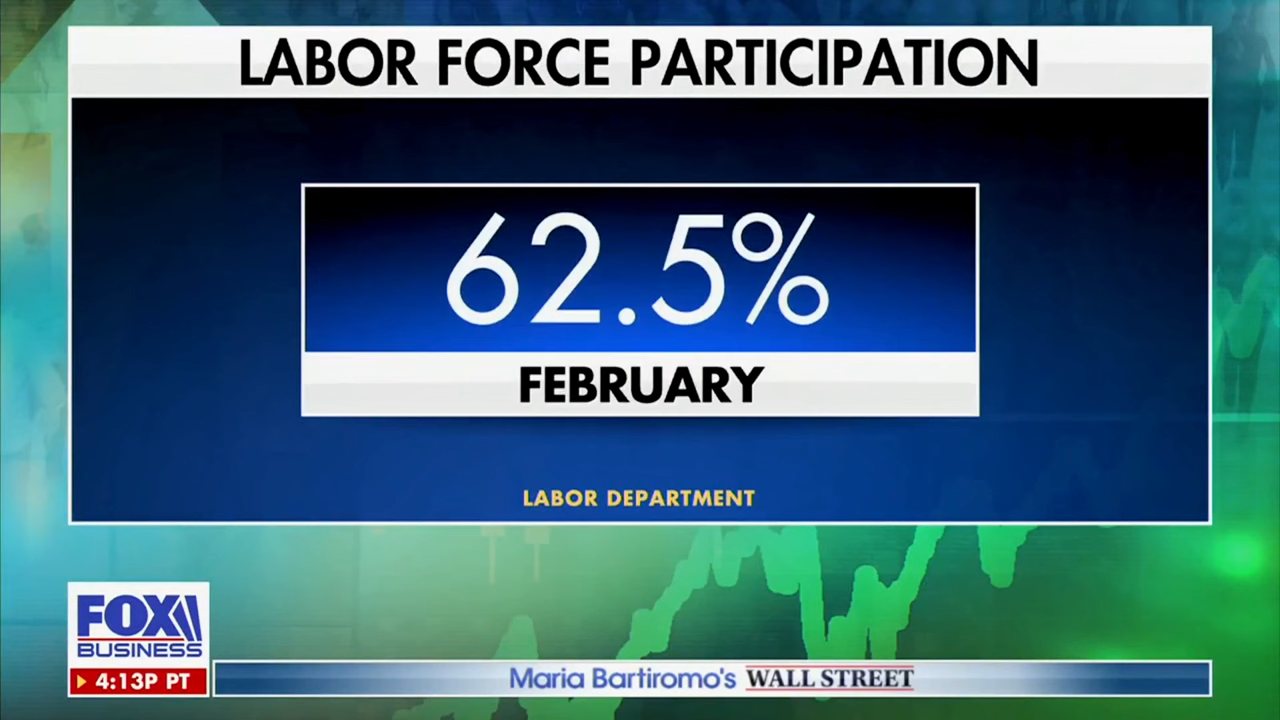 LABOR FORCE PARTICIPATION
62.5%
FEBRUARY
LABOR DEPARTMENT
FOX
BUSINESS
4:13P PT
Maria Bartiromo's WALL STREET